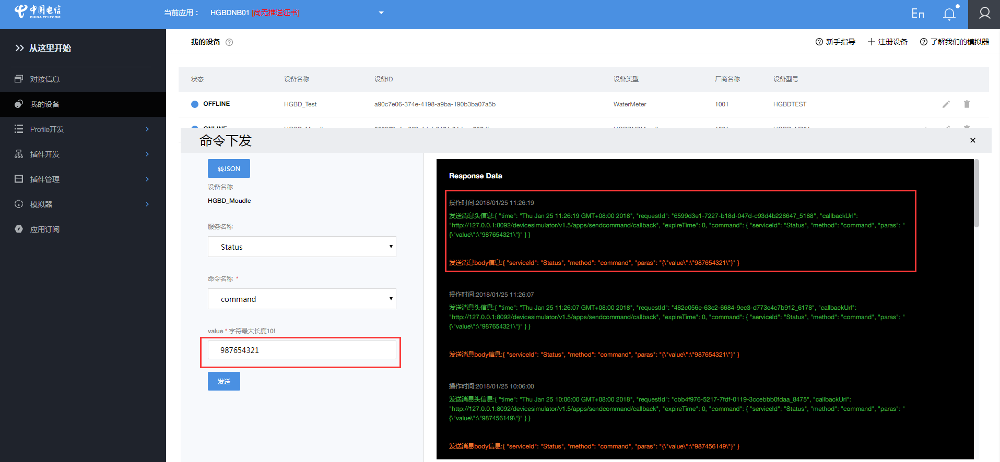 中国电信
CHINA TELECOM
当前应用： HGBDNB01 [尚无推送证书]
En
从这里开始
对接信息
我的设备
Profile开发
插件开发
插件管理
模拟器
应用订阅
我的设备
新手指导
注册设备
了解我们的模拟器
状态 设备名称 设备ID 设备类型 厂商名称 设备型号
OFFLINE HGBD_Test a90c7e06-374e-4198-a9ba-190b3ba07a5b WaterMeter 1001 HGBDTEST
命令下发
转JSON
设备名称
HGBD_Moudle
服务名称
Status
命令名称 *
command
value * 字符最大长度10!
987654321
发送
Response Data
操作时间:2018/01/25 11:26:19
发送消息头信息:{ "time": "Thu Jan 25 11:26:19 GMT+08:00 2018", "requestId": "6599d3e1-7227-b18d-047d-c93d4b228647_5188", "callbackUrl":
"http://127.0.0.1:8092/devicesimulator/v1.5/apps/sendcommand/callback", "expireTime": 0, "command": { "serviceId": "Status", "method": "command", "paras": "
{\"value\":\"987654321\"}" } }
发送消息body信息:{ "serviceId": "Status", "method": "command", "paras": "{\"value\":\"987654321\"}" }
操作时间:2018/01/25 11:26:07
发送消息头信息:{ "time": "Thu Jan 25 11:26:07 GMT+08:00 2018", "requestId": "482c056e-63e2-6684-9ec3-d773e4c7b912_6178", "callbackUrl":
"http://127.0.0.1:8092/devicesimulator/v1.5/apps/sendcommand/callback", "expireTime": 0, "command": { "serviceId": "Status", "method": "command", "paras": "
{\"value\":\"987654321\"}" } }
发送消息body信息:{ "serviceId": "Status", "method": "command", "paras": "{\"value\":\"987654321\"}" }
操作时间:2018/01/25 10:06:00
发送消息头信息:{ "time": "Thu Jan 25 10:06:00 GMT+08:00 2018", "requestId": "cbb4f976-5217-7fdf-0119-3ccebbb0fdaa_8475", "callbackUrl":
"http://127.0.0.1:8092/devicesimulator/v1.5/apps/sendcommand/callback", "expireTime": 0, "command": { "serviceId": "Status", "method": "command", "paras": "
{\"value\":\"987456149\"}" } }
发送消息body信息:{ "serviceId": "Status", "method": "command", "paras": "{\"value\":\"987456149\"}" }